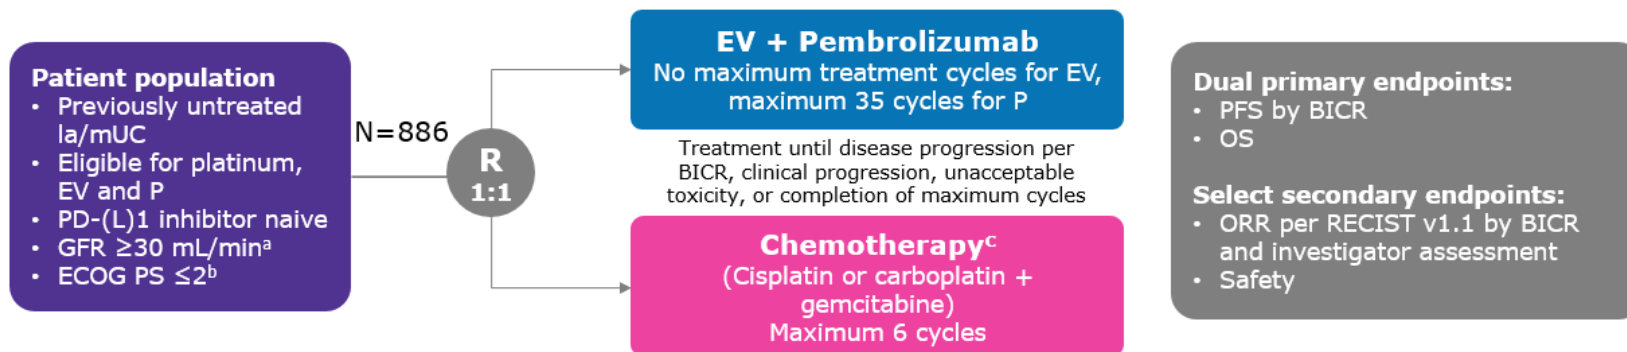 Patient population
• Previously untreated
la/mUC
• Eligible for platinum,
EV and P
• PD-(L)1 inhibitor naive
• GFR ≥30 mL/minᵃ
• ECOG PS ≤2ᵇ
N=886
R
1:1
EV + Pembrolizumab
No maximum treatment cycles for EV,
maximum 35 cycles for P
Treatment until disease progression per
BICR, clinical progression, unacceptable
toxicity, or completion of maximum cycles
Chemotherapyᶜ
(Cisplatin or carboplatin +
gemcitabine)
Maximum 6 cycles
Dual primary endpoints:
• PFS by BICR
• OS
Select secondary endpoints:
• ORR per RECIST v1.1 by BICR
and investigator assessment
• Safety